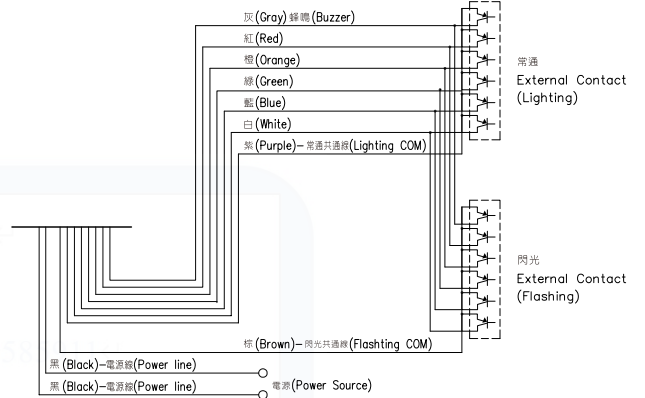 灰(Gray)蜂鳴(Buzzer)
紅(Red)
橙(Orange)
綠(Green)
藍(Blue)
白(White)
紫(Purple)–常通共通線(Lighting COM)
常通
External Contact
(Lighting)
閃光
External Contact
(Flashing)
棕(Brown)–閃光共通線(Flashting COM)
黑(Black)–電源線(Power line)
黑(Black)–電源線(Power line)
電源(Power Source)